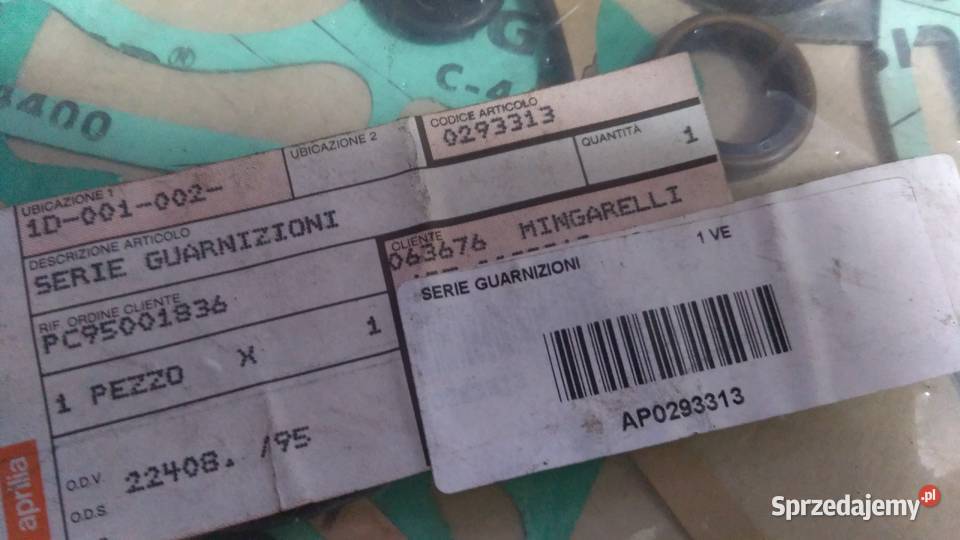 ®
G
C-4
3400
UBICAZIONE 1
1D-001-002-
UBICAZIONE 2
CODICE ARTICOLO
0293313
DESCRIZIONE ARTICOLO
SERIE GUARNIZIONI
QUANTITÀ
1
RIF. ORDINE CLIENTE
PC95001836
CLIENTE
063676 MINGARELLI
1 PEZZO X 1
O.D.V.
22408. /95
O.D.S.
aprilia
SERIE GUARNIZIONI
1 VE
AP0293313
Sprzedajemy.pl